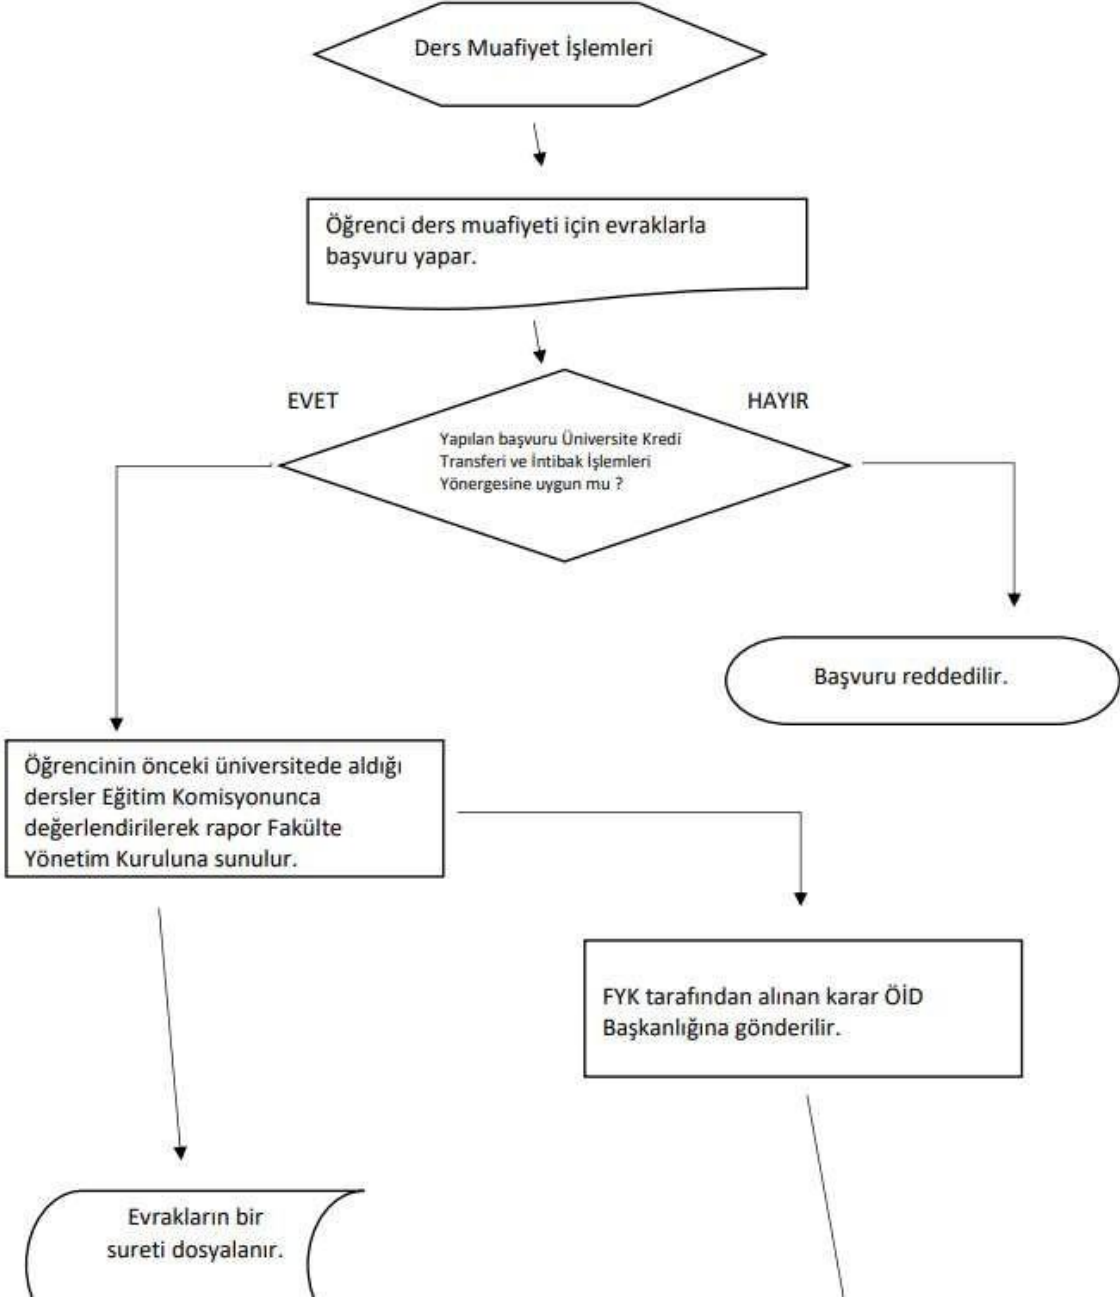 Ders Muafiyet İşlemleri
Öğrenci ders muafiyeti için evraklarla
başvuru yapar.
EVET
HAYIR
Yapılan başvuru Üniversite Kredi
Transferi ve İntibak İşlemleri
Yönergesine uygun mu ?
Başvuru reddedilir.
Öğrencinin önceki üniversitede aldığı
dersler Eğitim Komisyonunca
değerlendirilerek rapor Fakülte
Yönetim Kuruluna sunulur.
FYK tarafından alınan karar ÖİD
Başkanlığına gönderilir.
Evrakların bir
sureti dosyalanır.